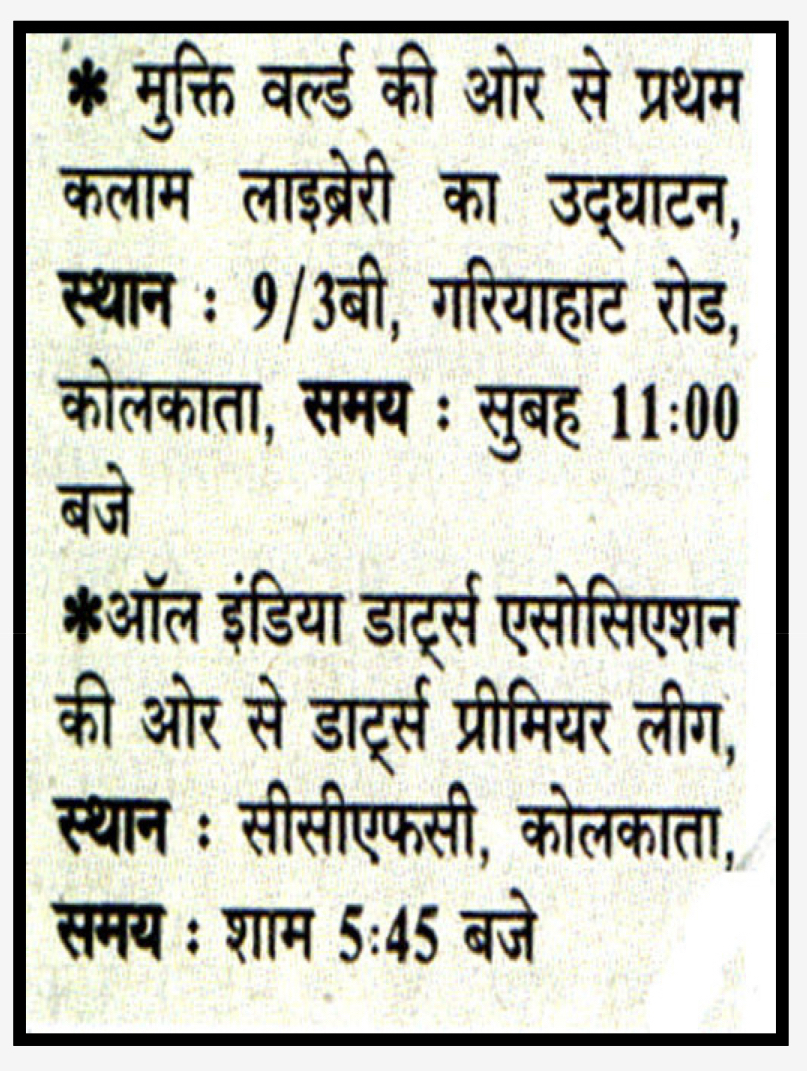 * मुक्ति वर्ल्ड की ओर से प्रथम
कलाम लाइब्रेरी का उद्घाटन,
स्थान : 9/3बी, गरियाहाट रोड,
कोलकाता, समय : सुबह 11:00
बजे
*ऑल इंडिया डार्ट्स एसोसिएशन
की ओर से डार्ट्स प्रीमियर लीग,
स्थान : सीसीएफसी, कोलकाता,
समय : शाम 5:45 बजे